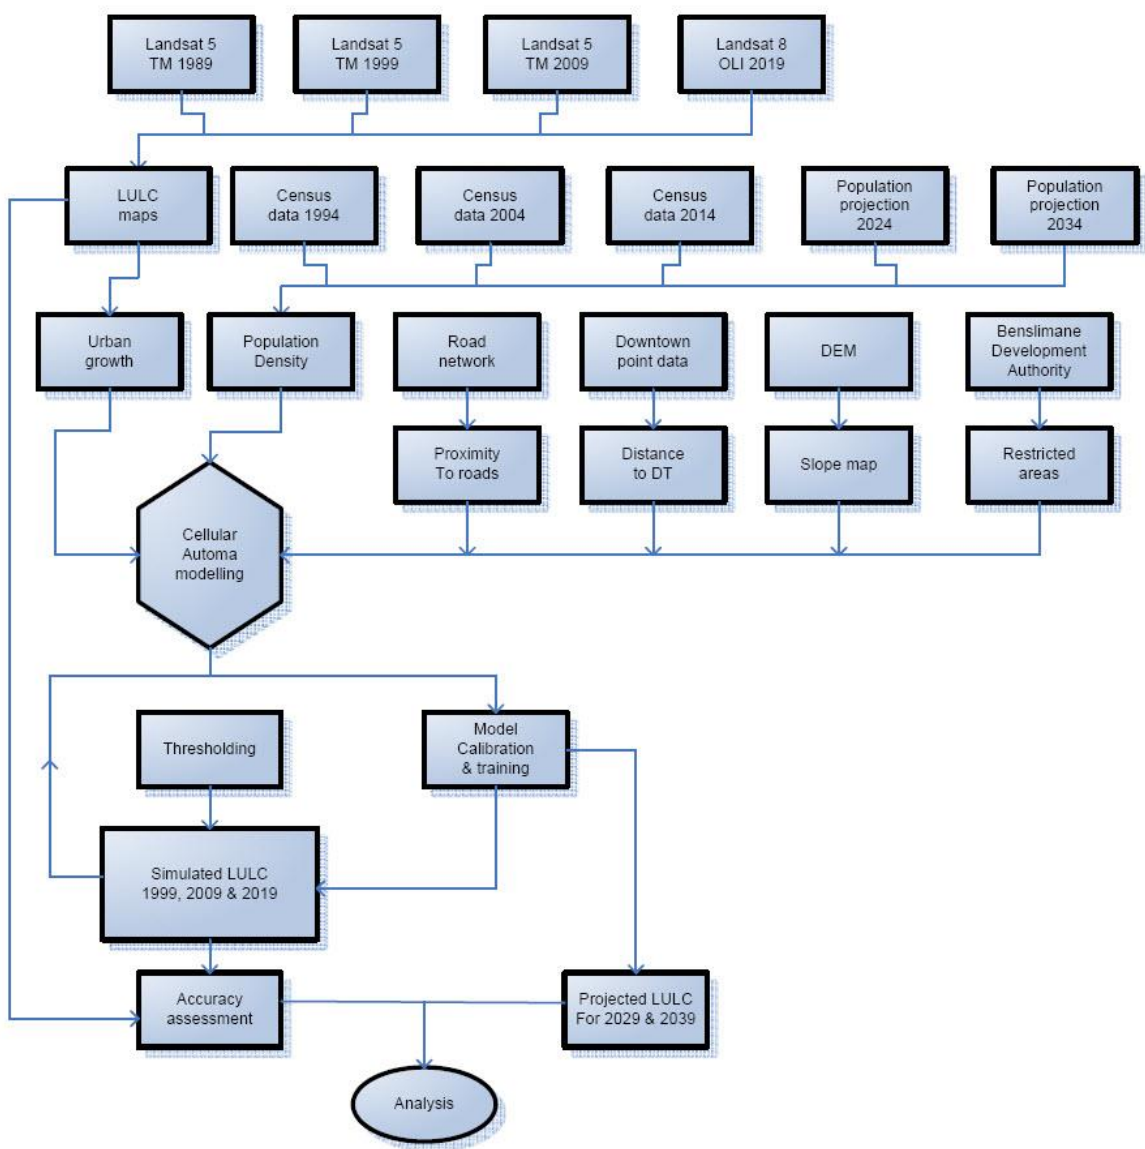 Landsat 5
TM 1989
Landsat 5
TM 1999
Landsat 5
TM 2009
Landsat 8
OLI 2019
LULC
maps
Census
data 1994
Census
data 2004
Census
data 2014
Population
projection
2024
Population
projection
2034
Urban
growth
Population
Density
Road
network
Downtown
point data
DEM
Benslimane
Development
Authority
Proximity
To roads
Distance
to DT
Slope map
Restricted
areas
Cellular
Automa
modelling
Thresholding
Model
Calibration
& training
Simulated LULC
1999, 2009 & 2019
Accuracy
assessment
Projected LULC
For 2029 & 2039
Analysis